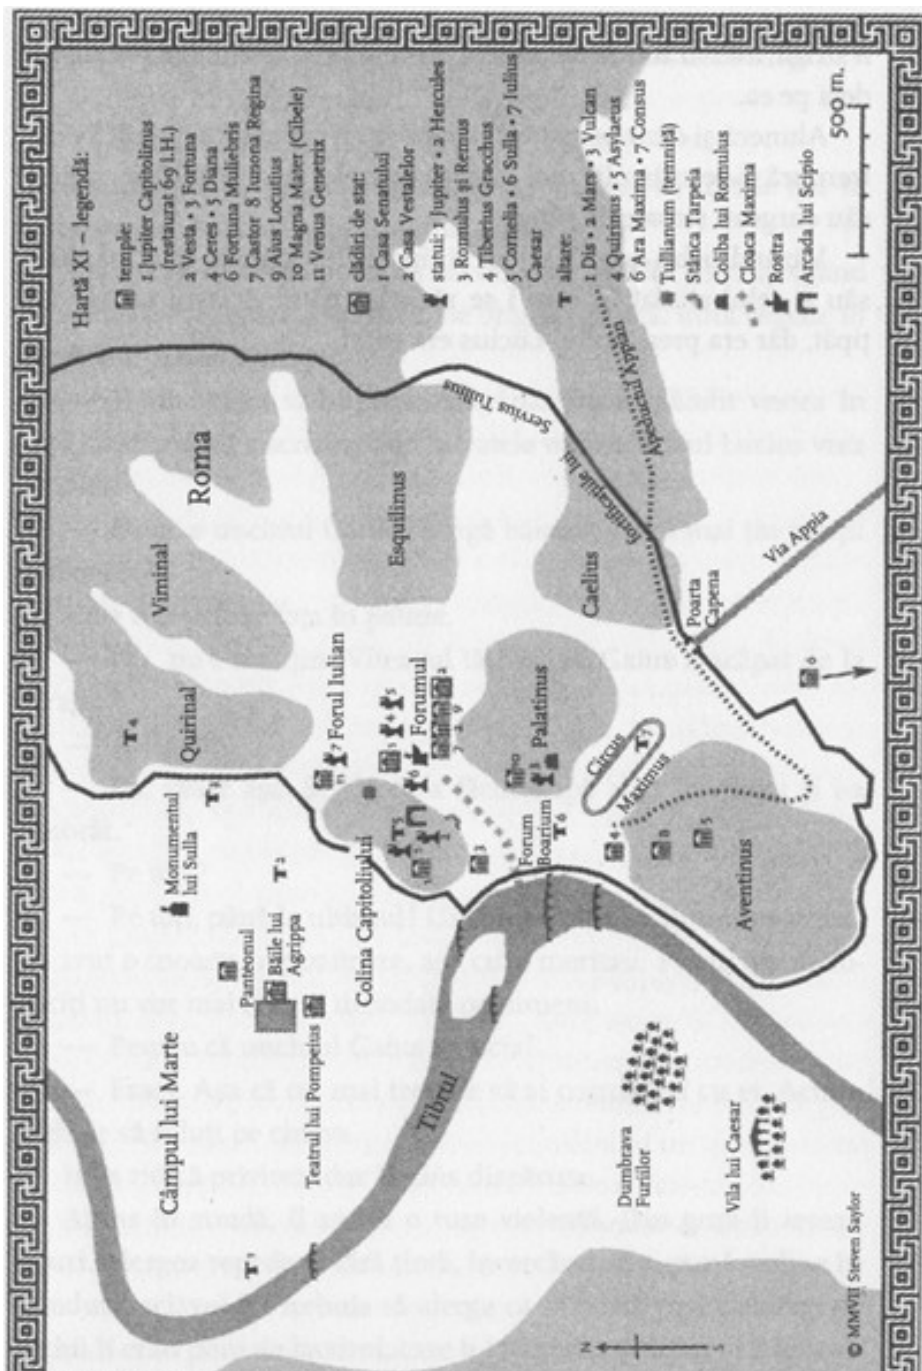 Hartă XI – legendă:
temple:
1 Jupiter Capitolinus
(restaurat 69 î.H.)
2 Vesta • 3 Fortuna
4 Ceres • 5 Diana
6 Fortuna Muliebris
7 Castor 8 Iunona Regina
9 Aius Locutius
10 Magna Mater (Cibele)
11 Venus Genetrix
clădiri de stat:
1 Casa Senatului
2 Casa Vestalelor
statui: 1 Jupiter • 2 Hercules
3 Romulus și Remus
4 Tiberius Gracchus
5 Cornelia • 6 Sulla • 7 Julius
Caesar
altare:
1 Dis • 2 Marte • 3 Vulcan
4 Quirinus • 5 Asylaeus
6 Ara Maxima • 7 Consus
Tullianum (temniță)
Stânca Tarpeia
Coliba lui Romulus
Cloaca Maxima
Rostra
Arcada lui Scipio
500 m.
Roma
Viminal
Quirinal
Esquilinus
Servius Tullius
fortificațiile lui
Apeductul Appian
Caelius
Poarta
Capena
Via Appia
Forul Iulian
Forumul
Palatinus
Circus
Maximus
Forum
Boarium
Aventinus
Colina Capitoliului
Monumentul
lui Sulla
Panteonul
Băile lui
Agrippa
Teatrul lui Pompeius
Câmpul lui Marte
Tibrul
Dumbrava
Furiilor
Vila lui Caesar
N
© MMVII Steven Saylor